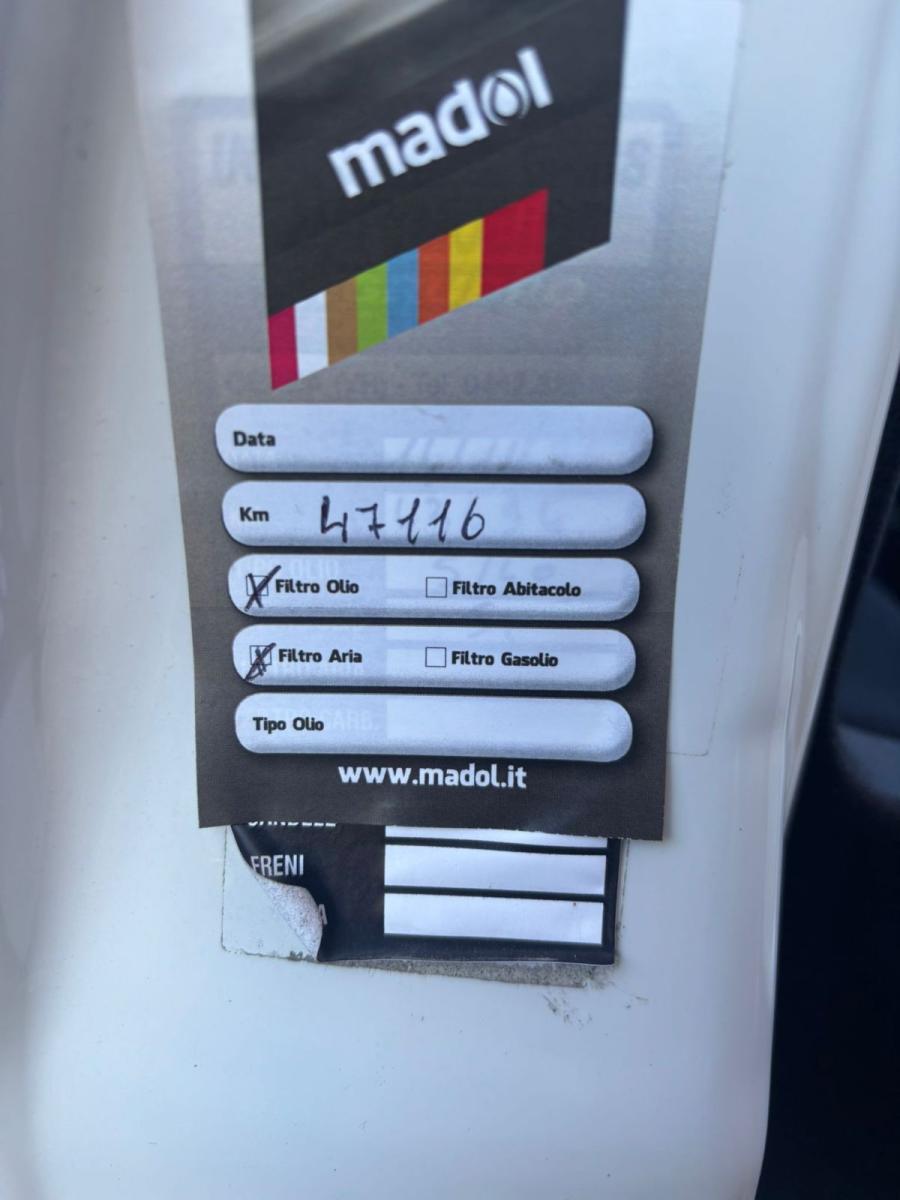 madol
Data
Km 47116
Filtro Olio Filtro Abitacolo
Filtro Aria Filtro Gasolio
Tipo Olio
www.madol.it
FRENI